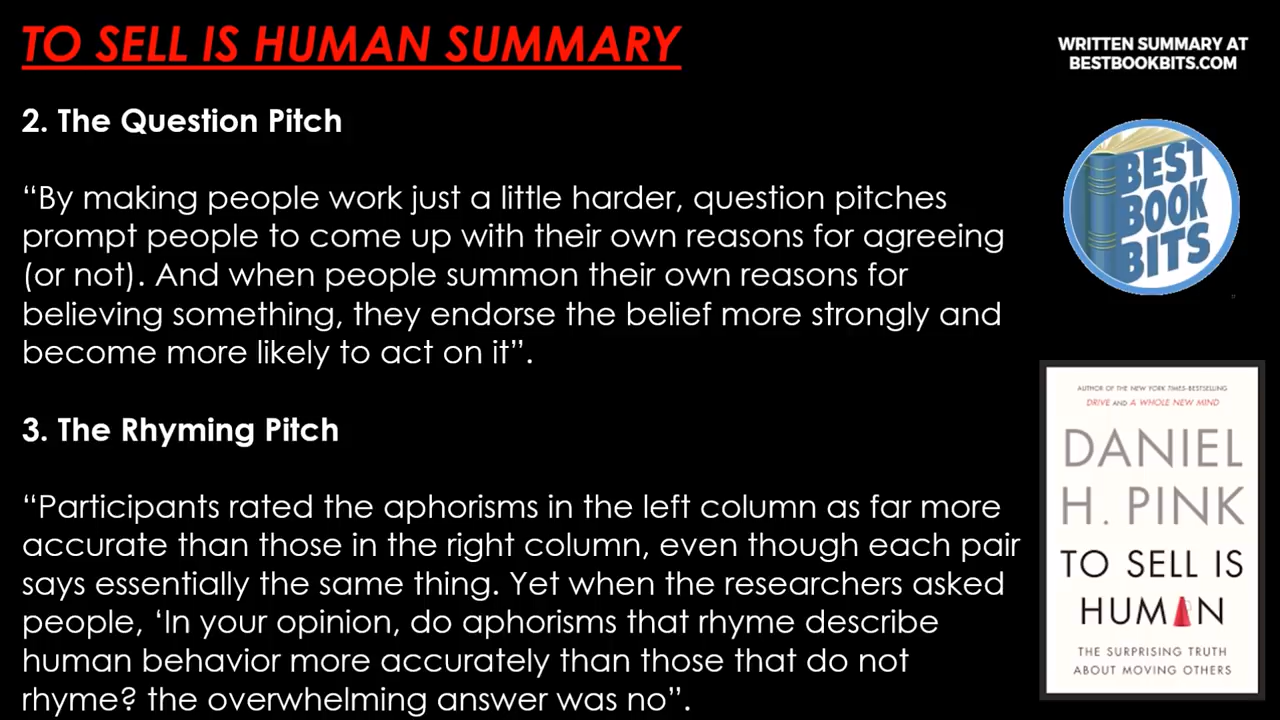 TO SELL IS HUMAN SUMMARY
WRITTEN SUMMARY AT
BESTBOOKBITS.COM
2. The Question Pitch
“By making people work just a little harder, question pitches
prompt people to come up with their own reasons for agreeing
(or not). And when people summon their own reasons for
believing something, they endorse the belief more strongly and
become more likely to act on it”.
3. The Rhyming Pitch
“Participants rated the aphorisms in the left column as far more
accurate than those in the right column, even though each pair
says essentially the same thing. Yet when the researchers asked
people, ‘In your opinion, do aphorisms that rhyme describe
human behavior more accurately than those that do not
rhyme? the overwhelming answer was no”.
BEST
BOOK
BITS
AUTHOR OF THE NEW YORK TIMES-BESTSELLING
DRIVE AND A WHOLE NEW MIND
DANIEL
H. PINK
TO SELL IS
HUMAN
THE SURPRISING TRUTH
ABOUT MOVING OTHERS